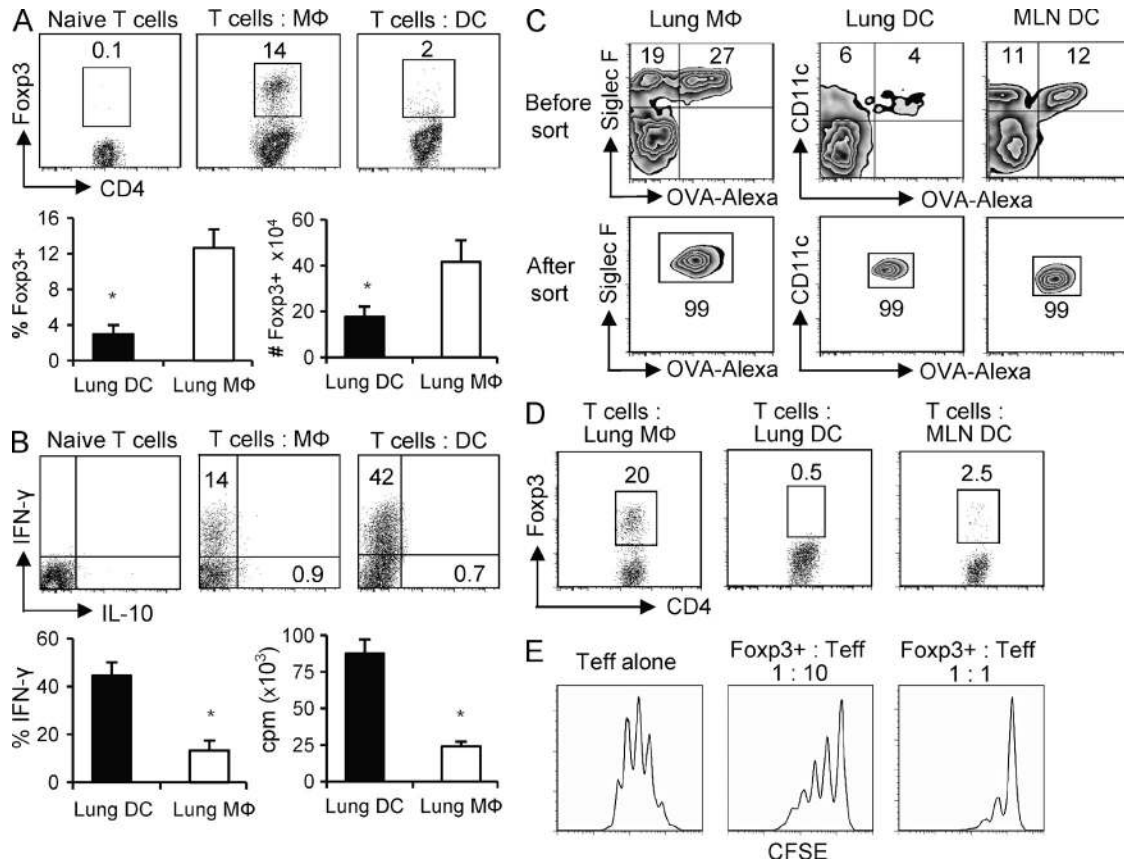 A
Naive T cells T cells : MΦ T cells : DC
0.1 14 2
Foxp3
CD4
% Foxp3+
16
12
8
4
0
*
Lung DC Lung MΦ
# Foxp3+ x10⁴
60
40
20
0
*
Lung DC Lung MΦ
B
Naive T cells T cells : MΦ T cells : DC
14 42
0.9 0.7
IFN-γ
IL-10
% IFN-γ
60
40
20
0
*
Lung DC Lung MΦ
cpm (x10³)
100
75
50
25
0
*
Lung DC Lung MΦ
C
Lung MΦ Lung DC MLN DC
Before sort
19 27 6 4 11 12
Siglec F
CD11c
OVA-Alexa OVA-Alexa OVA-Alexa
After sort
Siglec F
CD11c
99 99 99
OVA-Alexa OVA-Alexa OVA-Alexa
D
T cells : Lung MΦ
T cells : Lung DC
T cells : MLN DC
20 0.5 2.5
Foxp3
CD4
E
Teff alone
Foxp3+ : Teff
1 : 10
Foxp3+ : Teff
1 : 1
CFSE